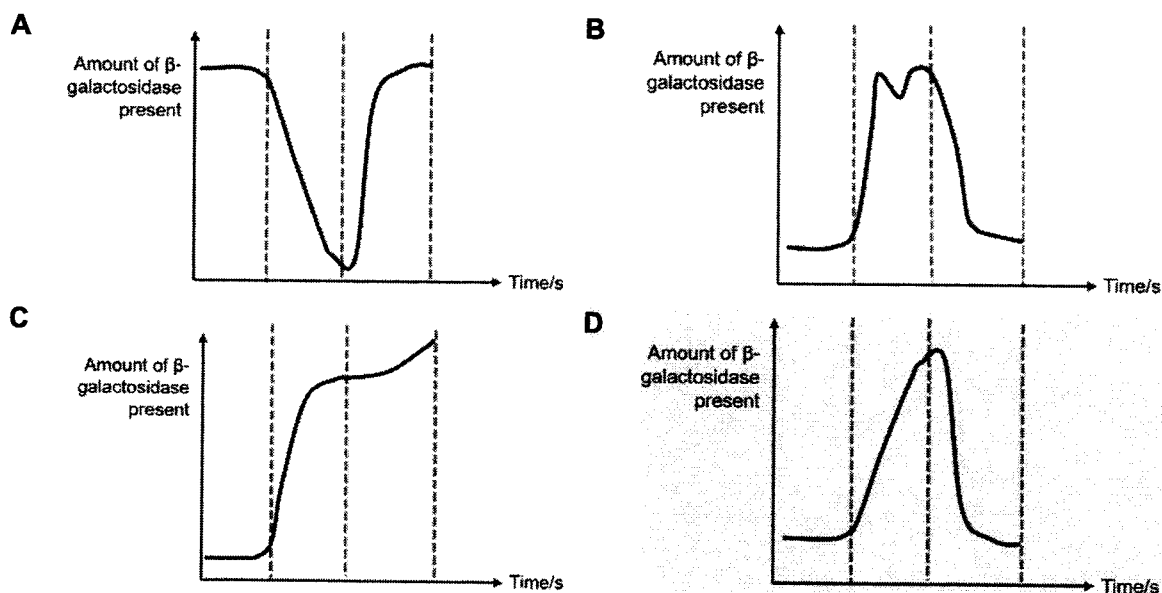 A
Amount of β-
galactosidase
present
Time/s
B
Amount of β-
galactosidase
present
Time/s
C
Amount of β-
galactosidase
present
Time/s
D
Amount of β-
galactosidase
present
Time/s